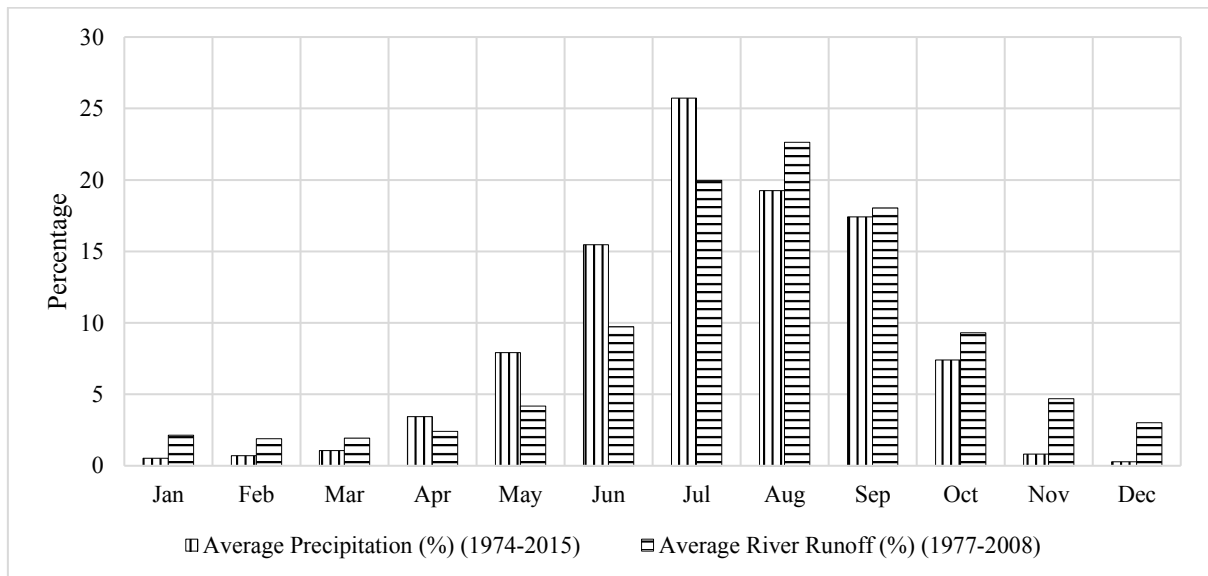 30
25
20
15
10
5
0
Percentage
Jan Feb Mar Apr May Jun Jul Aug Sep Oct Nov Dec
Average Precipitation (%) (1974-2015) Average River Runoff (%) (1977-2008)